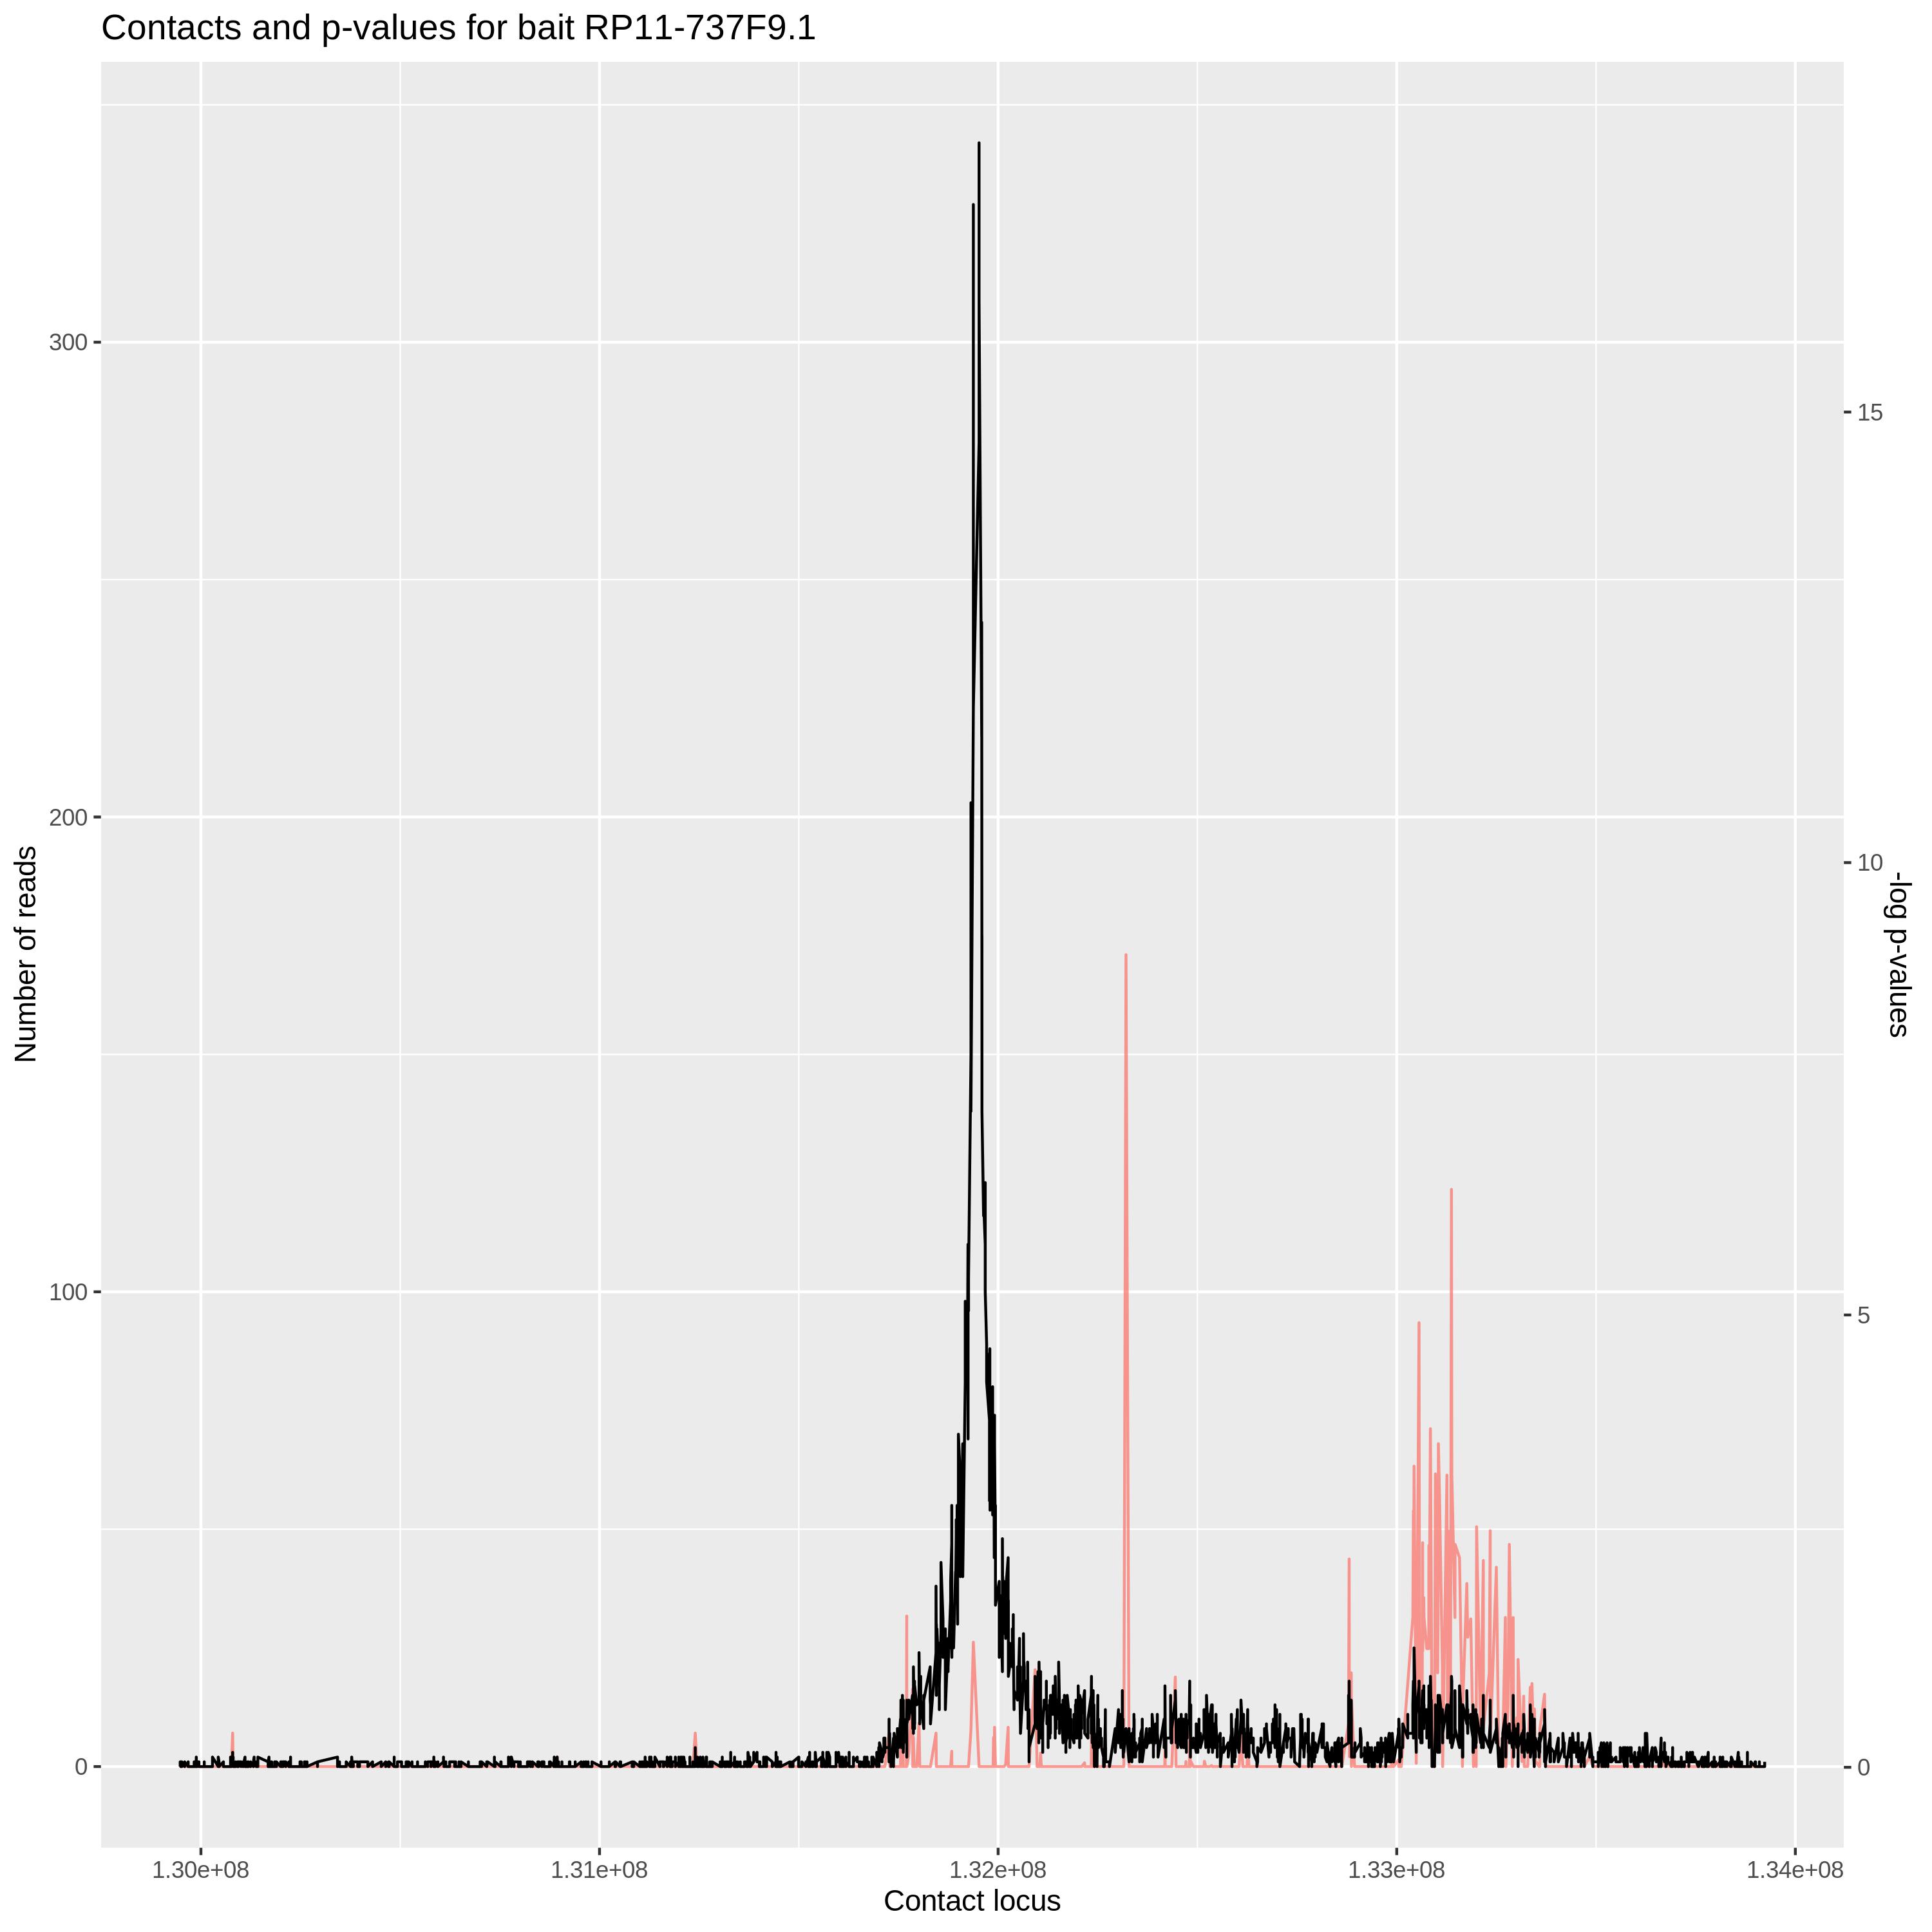 Contacts and p-values for bait RP11-737F9.1
300
200
100
0
Number of reads
15
10
5
0
-log p-values
1.30e+08 1.31e+08 1.32e+08 1.33e+08 1.34e+08
Contact locus